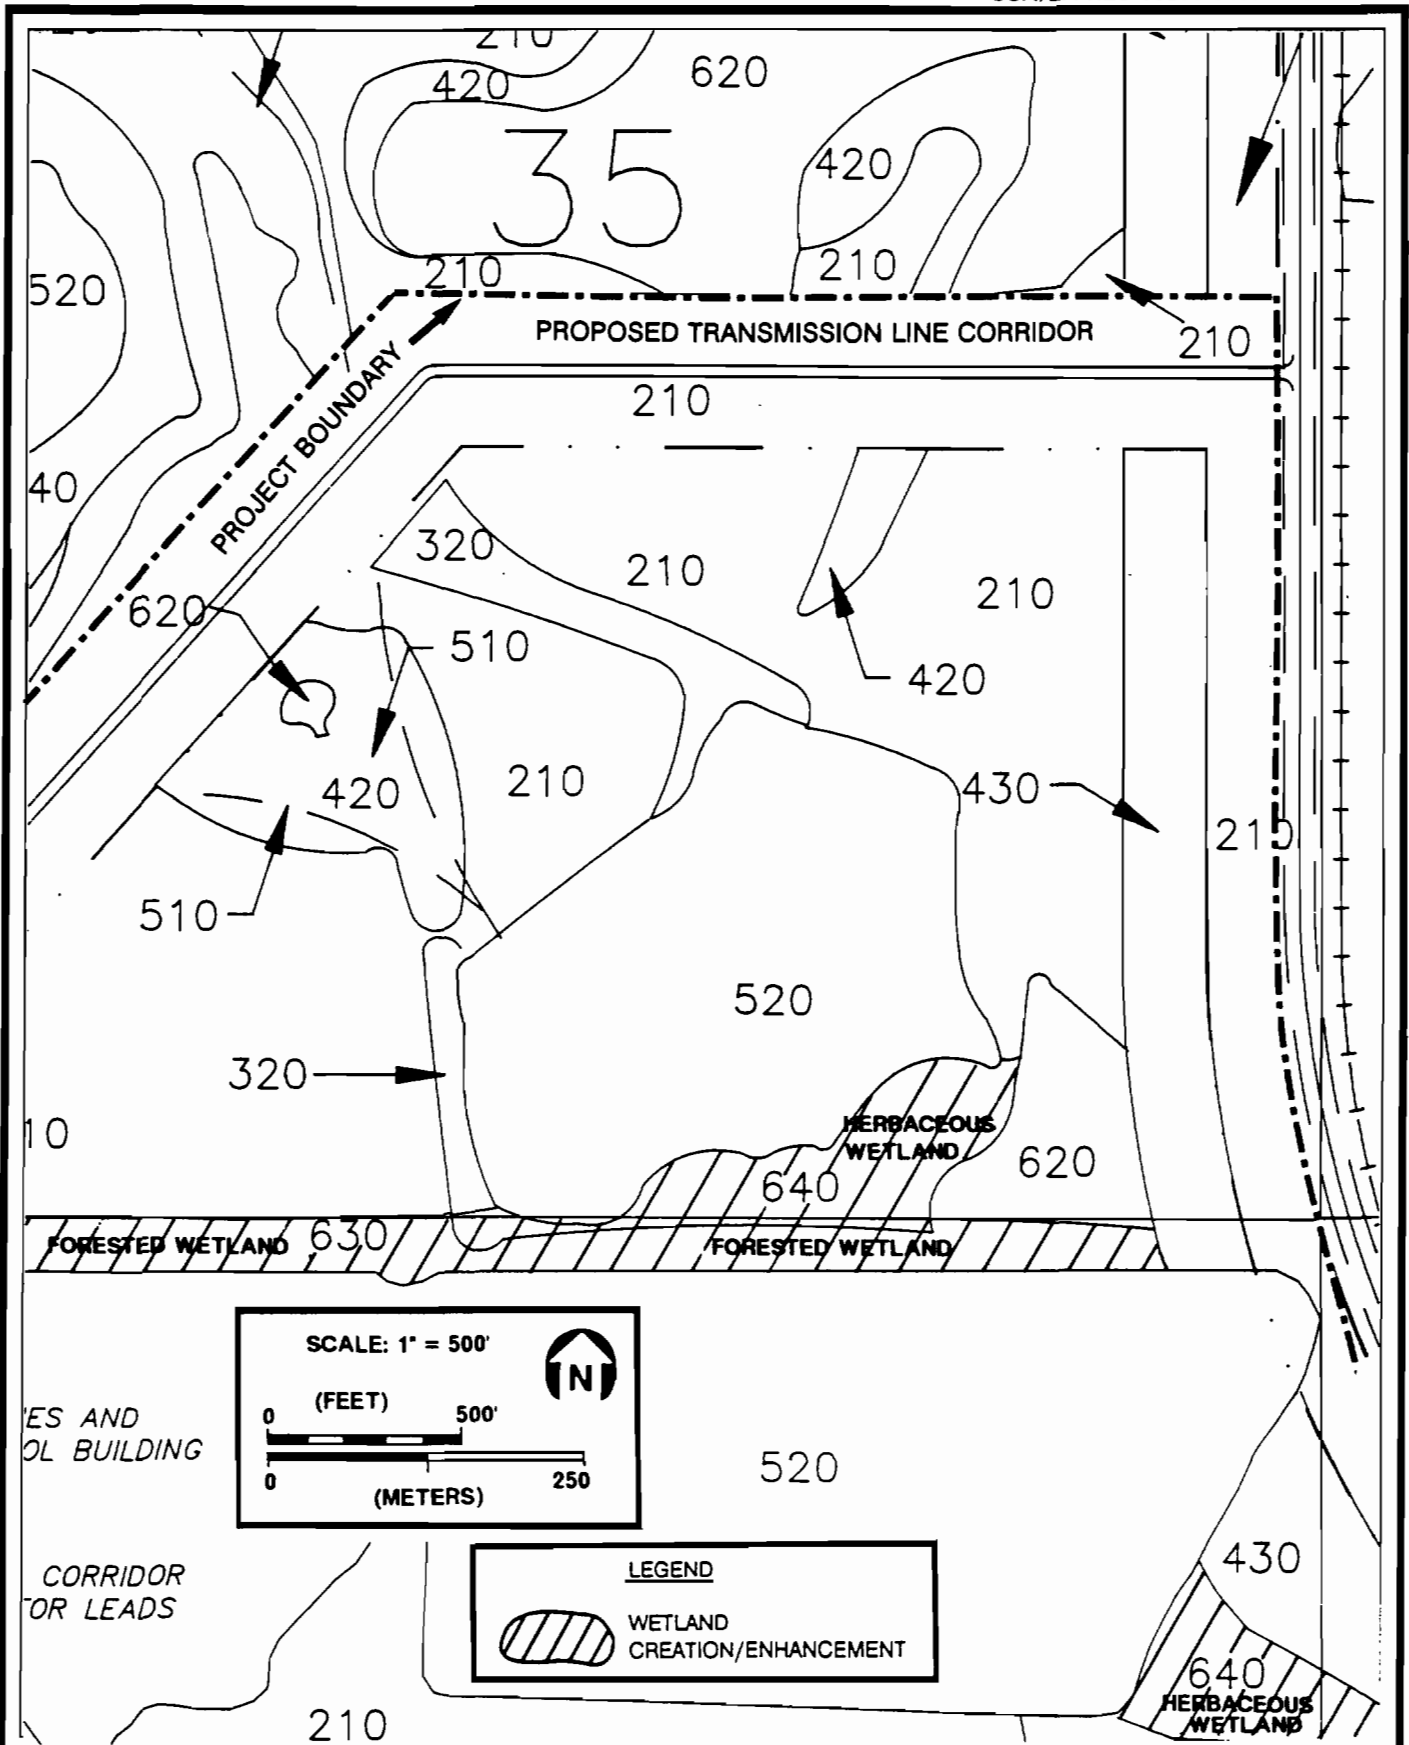 210
420
620
35
420
520
210
210
PROPOSED TRANSMISSION LINE CORRIDOR
210
PROJECT BOUNDARY
210
40
320
210
210
620
510
420
420
210
430
210
510
520
320
10
HERBACEOUS
WETLAND
620
640
FORESTED WETLAND
630
FORESTED WETLAND
SCALE: 1" = 500'
N
(FEET)
0
500'
0
250
(METERS)
'ES AND
OL BUILDING
520
CORRIDOR
OR LEADS
LEGEND
WETLAND
CREATION/ENHANCEMENT
430
640
HERBACEOUS
WETLAND
210